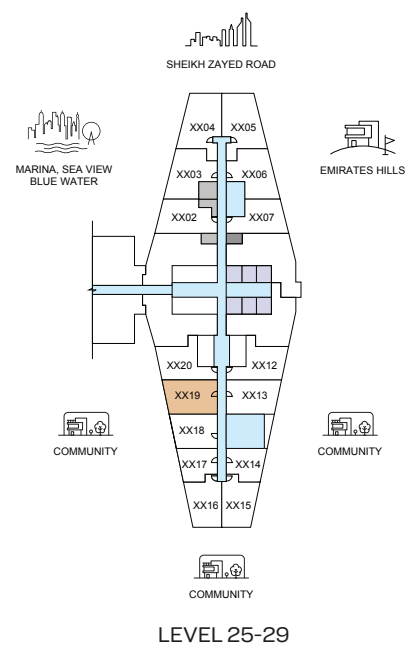 SHEIKH ZAYED ROAD
MARINA, SEA VIEW
BLUE WATER
EMIRATES HILLS
XX04
XX05
XX03
XX06
XX02
XX07
XX20
XX12
XX19
XX13
XX18
XX17
XX14
XX16
XX15
COMMUNITY
COMMUNITY
COMMUNITY
LEVEL 25-29